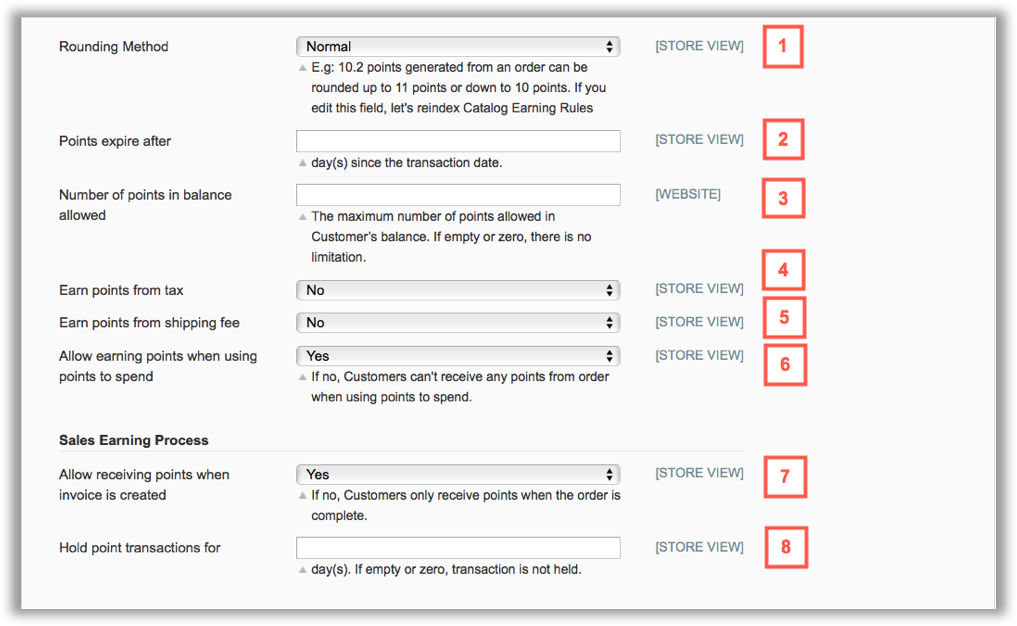 Rounding Method Normal [STORE VIEW] 1
E.g: 10.2 points generated from an order can be
rounded up to 11 points or down to 10 points. If you
edit this field, let's reindex Catalog Earning Rules
Points expire after [STORE VIEW] 2
day(s) since the transaction date.
Number of points in balance [WEBSITE] 3
allowed
The maximum number of points allowed in
Customer's balance. If empty or zero, there is no
limitation.
Earn points from tax No [STORE VIEW] 4
Earn points from shipping fee No [STORE VIEW] 5
Allow earning points when using Yes [STORE VIEW] 6
points to spend
If no, Customers can't receive any points from order
when using points to spend.
Sales Earning Process
Allow receiving points when Yes [STORE VIEW] 7
invoice is created
If no, Customers only receive points when the order is
complete.
Hold point transactions for [STORE VIEW] 8
day(s). If empty or zero, transaction is not held.